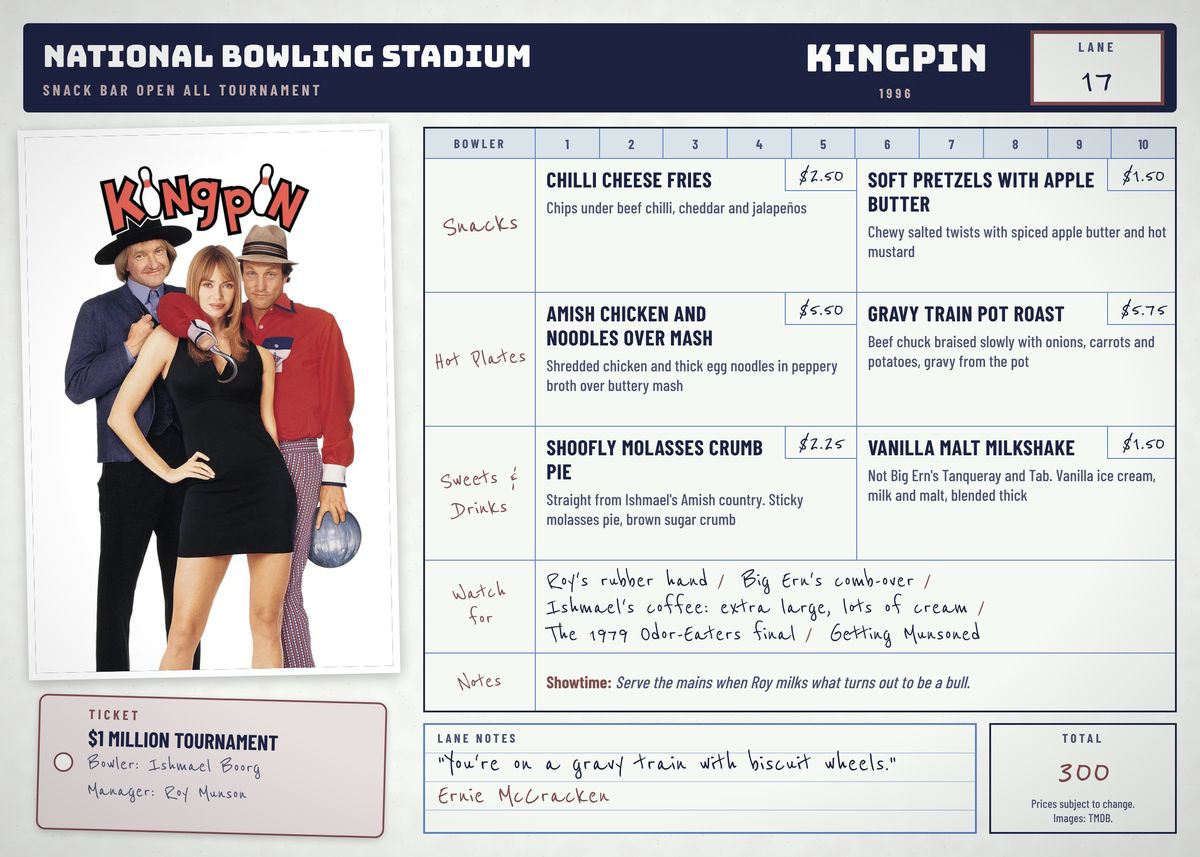 NATIONAL BOWLING STADIUM
SNACK BAR OPEN ALL TOURNAMENT
KINGPIN
1996
LANE
17
KingpiN
BOWLER 1 2 3 4 5 6 7 8 9 10
Snacks
CHILLI CHEESE FRIES
$2.50
Chips under beef chilli, cheddar and jalapeños
SOFT PRETZELS WITH APPLE
BUTTER
$1.50
Chewy salted twists with spiced apple butter and hot
mustard
Hot Plates
AMISH CHICKEN AND
NOODLES OVER MASH
$5.50
Shredded chicken and thick egg noodles in peppery
broth over buttery mash
GRAVY TRAIN POT ROAST
$5.75
Beef chuck braised slowly with onions, carrots and
potatoes, gravy from the pot
Sweets &
Drinks
SHOOFLY MOLASSES CRUMB
PIE
$2.25
Straight from Ishmael's Amish country. Sticky
molasses pie, brown sugar crumb
VANILLA MALT MILKSHAKE
$1.50
Not Big Ern's Tanqueray and Tab. Vanilla ice cream,
milk and malt, blended thick
Watch
for
Roy's rubber hand / Big Ern's comb-over /
Ishmael's coffee: extra large, lots of cream /
The 1979 Odor-Eaters final / Getting Munsoned
Notes
Showtime: Serve the mains when Roy milks what turns out to be a bull.
TICKET
$1 MILLION TOURNAMENT
Bowler: Ishmael Boorg
Manager: Roy Munson
LANE NOTES
"You're on a gravy train with biscuit wheels."
Ernie McCracken
TOTAL
300
Prices subject to change.
Images: TMDB.